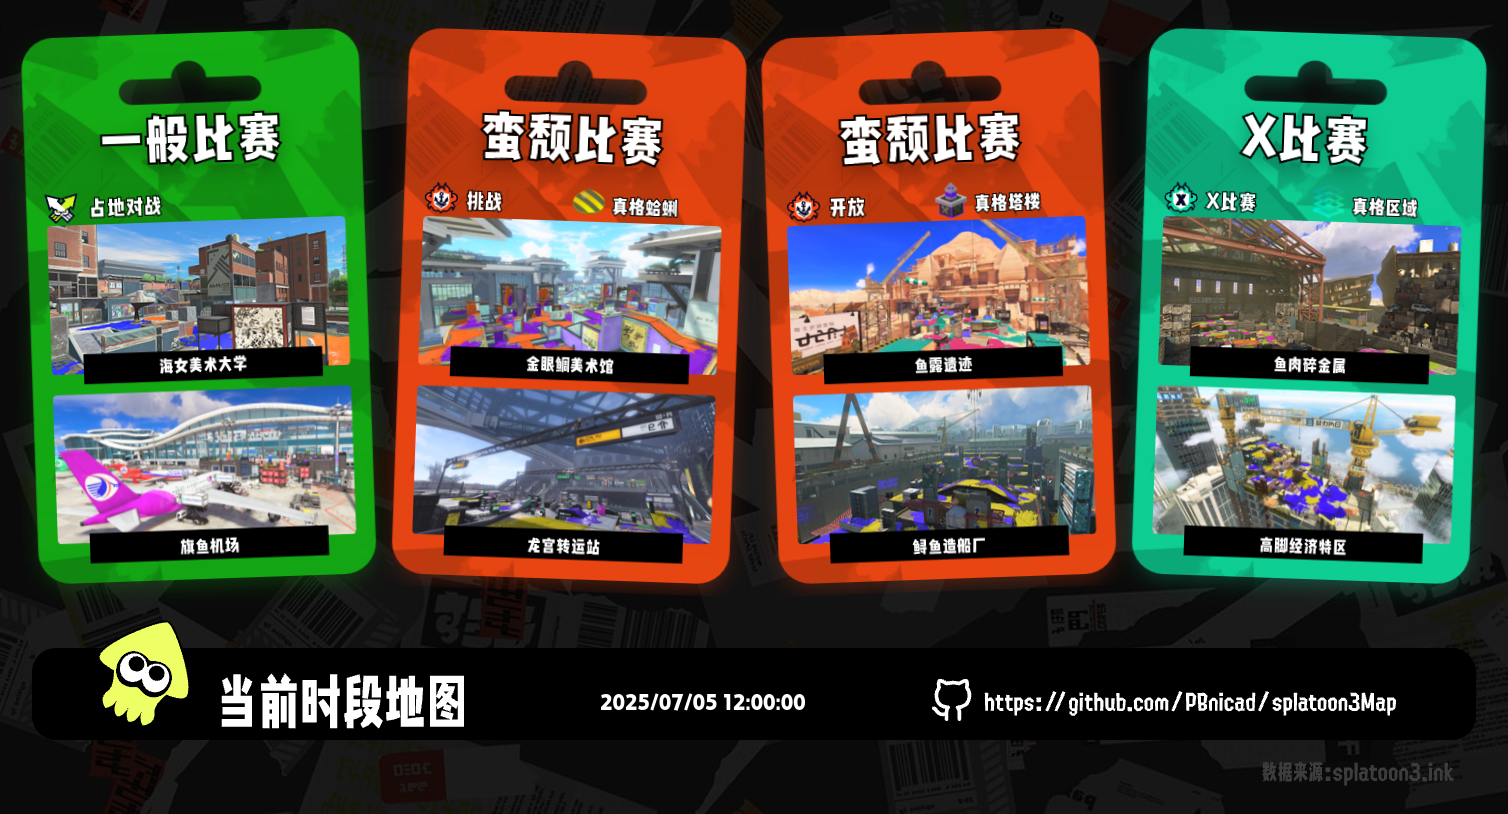 一般比赛
占地对战
海女美术大学
旗鱼机场
蛮颓比赛
挑战
真格蛤蜊
金眼鲷美术馆
龙宫转运站
蛮颓比赛
开放
真格塔楼
鱼露遗迹
鲟鱼造船厂
X比赛
X比赛
真格区域
鱼肉碎金属
高脚经济特区
当前时段地图
2025/07/05 12:00:00
https://github.com/PBnicad/splatoon3Map
数据来源:splatoon3.ink